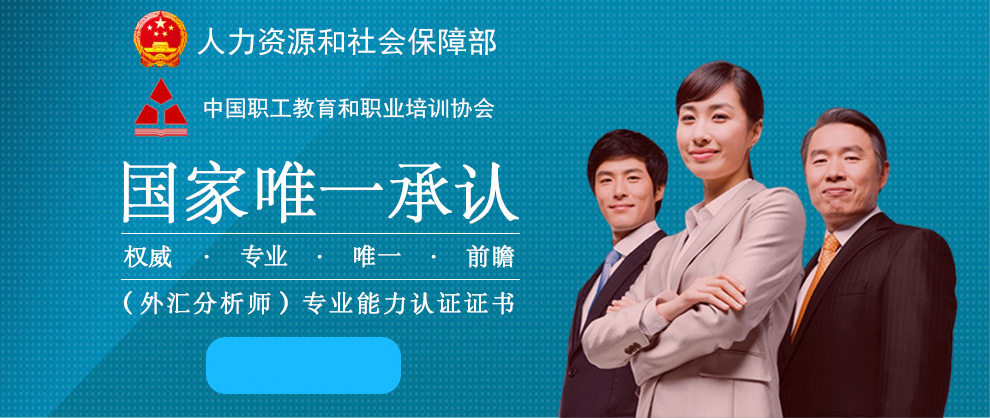 人力资源和社会保障部
中国职工教育和职业培训协会
国家唯一承认
权威 · 专业 · 唯一 · 前瞻
（外汇分析师）专业能力认证证书